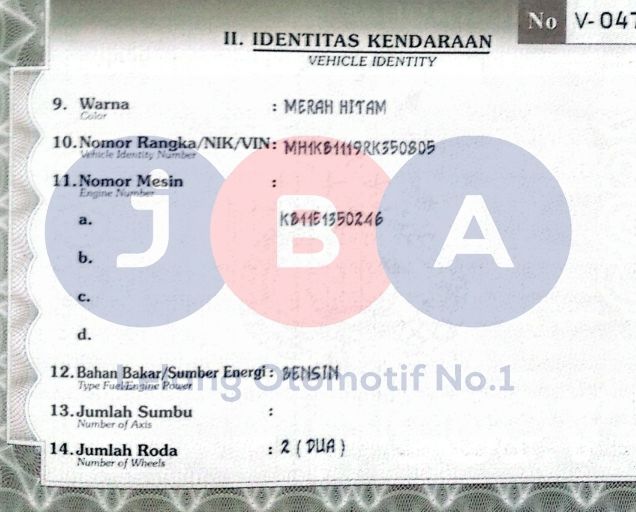 No V-047
II. IDENTITAS KENDARAAN
VEHICLE IDENTITY
9. Warna : MERAH HITAM
Color
10. Nomor Rangka/NIK/VIN: MH1KB1119RK350805
Vehicle Identity Number
11. Nomor Mesin :
Engine Number
a. KB11E1350246
b.
c.
d.
JBA
12. Bahan Bakar/Sumber Energi : BENSIN
Type Fuel/Engine Power
Otomotif No.1
13. Jumlah Sumbu :
Number of Axis
14. Jumlah Roda : 2 ( DUA )
Number of Wheels